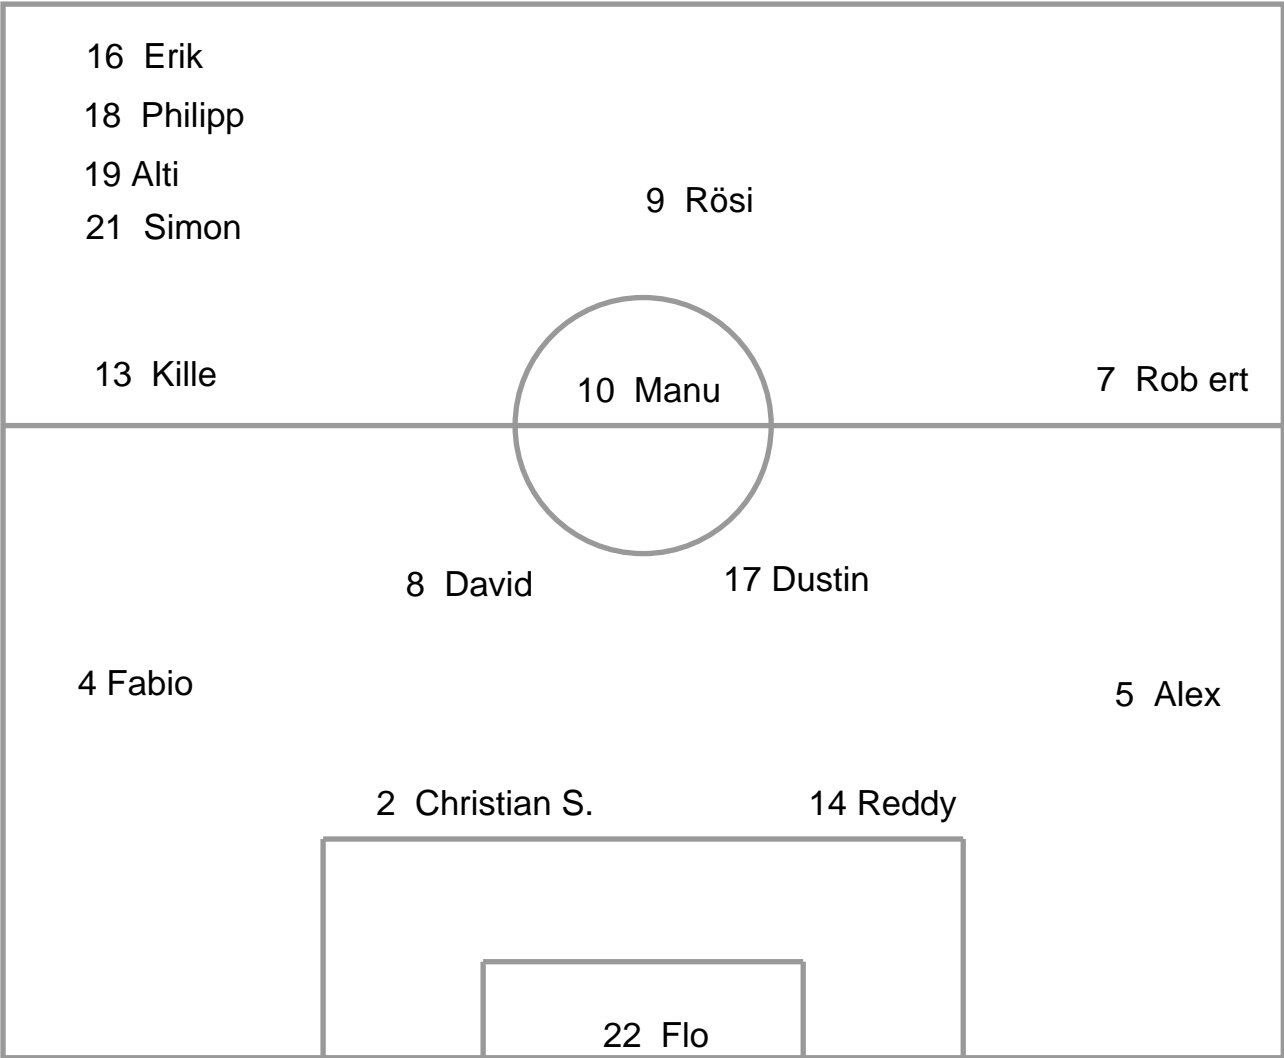 16 Erik
18 Philipp
19 Alti
9 Rösi
21 Simon
13 Kille
10 Manu
7 Rob ert
8 David
17 Dustin
4 Fabio
5 Alex
2 Christian S.
14 Reddy
22 Flo